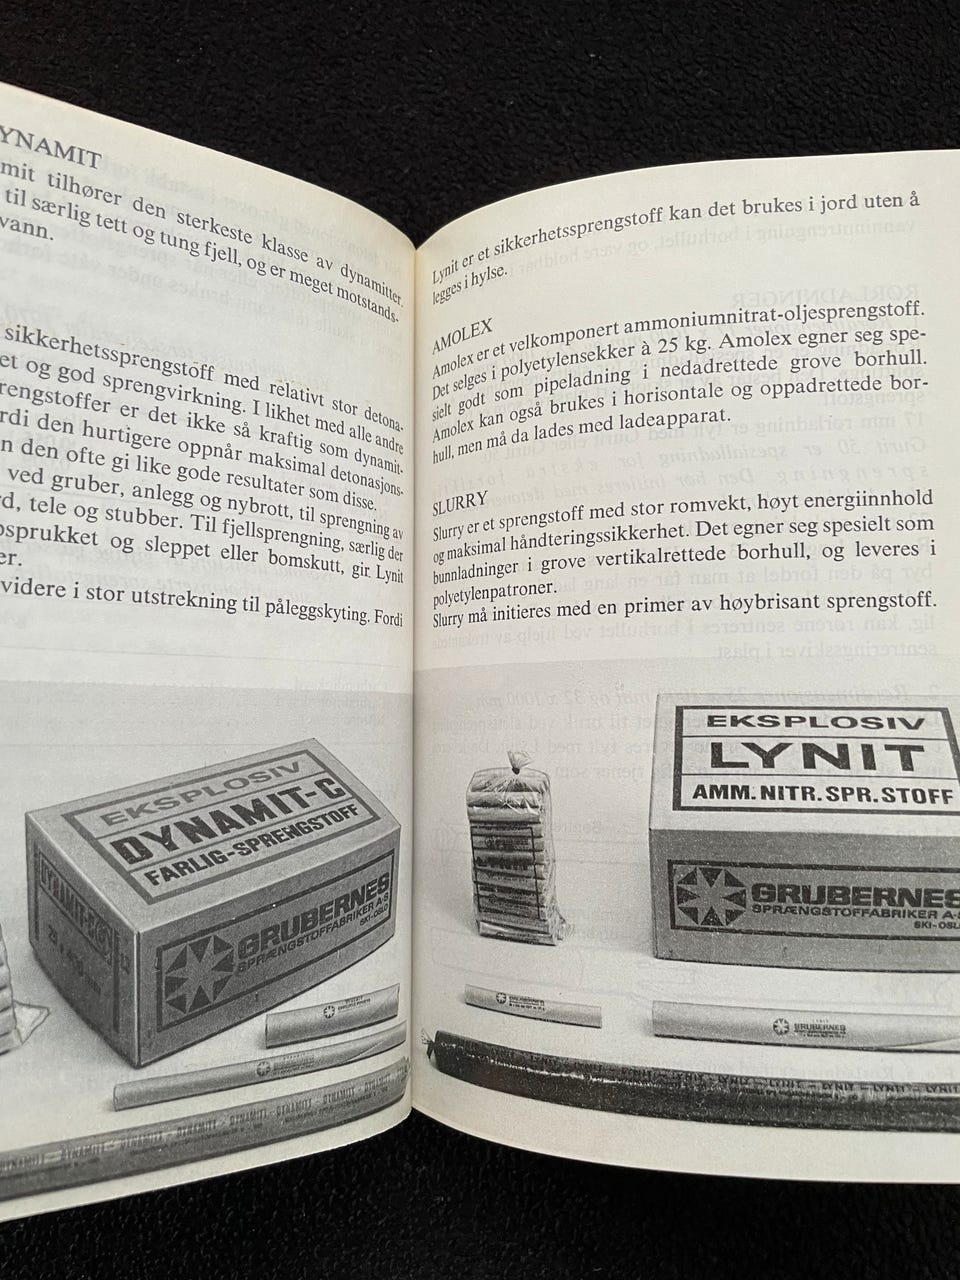 YNAMIT
mit tilhører den sterkeste klasse av dynamitter.
til særlig tett og tung fjell, og er meget motstands-
vann.
sikkerhetssprengstoff med relativt stor detona-
et og god sprengvirkning. I likhet med alle andre
rengstoffer er det ikke så kraftig som dynamit-
rdi den hurtigere oppnår maksimal detonasjons-
n den ofte gi like gode resultater som disse.
ved gruber, anlegg og nybrott, til sprengning av
rd, tele og stubber. Til fjellsprengning, særlig der
psprukket og sleppet eller bomskutt, gir Lynit
er.
videre i stor utstrekning til påleggskyting. Fordi
EKSPLOSIV
DYNAMIT-C
FARLIG-SPRENGSTOFF
GRUBERNES
SPRÆNGSTOFFABRIKER A-S
SKI-OSLO
Lynit er et sikkerhetssprengstoff kan det brukes i jord uten å
legges i hylse.
AMOLEX
Amolex er et velkomponert ammoniumnitrat-oljesprengstoff.
Det selges i polyetylensekker à 25 kg. Amolex egner seg spe-
sielt godt som pipeladning i nedadrettede grove borhull.
Amolex kan også brukes i horisontale og oppadrettede bor-
hull, men må da lades med ladeapparat.
SLURRY
Slurry er et sprengstoff med stor romvekt, høyt energiinnhold
og maksimal håndteringssikkerhet. Det egner seg spesielt som
bunnladninger i grove vertikalrettede borhull, og leveres i
polyetylenpatroner.
Slurry må initieres med en primer av høybrisant sprengstoff.
EKSPLOSIV
LYNIT
AMM. NITR. SPR. STOFF
GRUBERNES
SPRÆNGSTOFFABRIKER A-S
SKI-OSLO
LYNIT
GRUBERNES
LYNIT — LYNIT — LYNIT — LYNIT